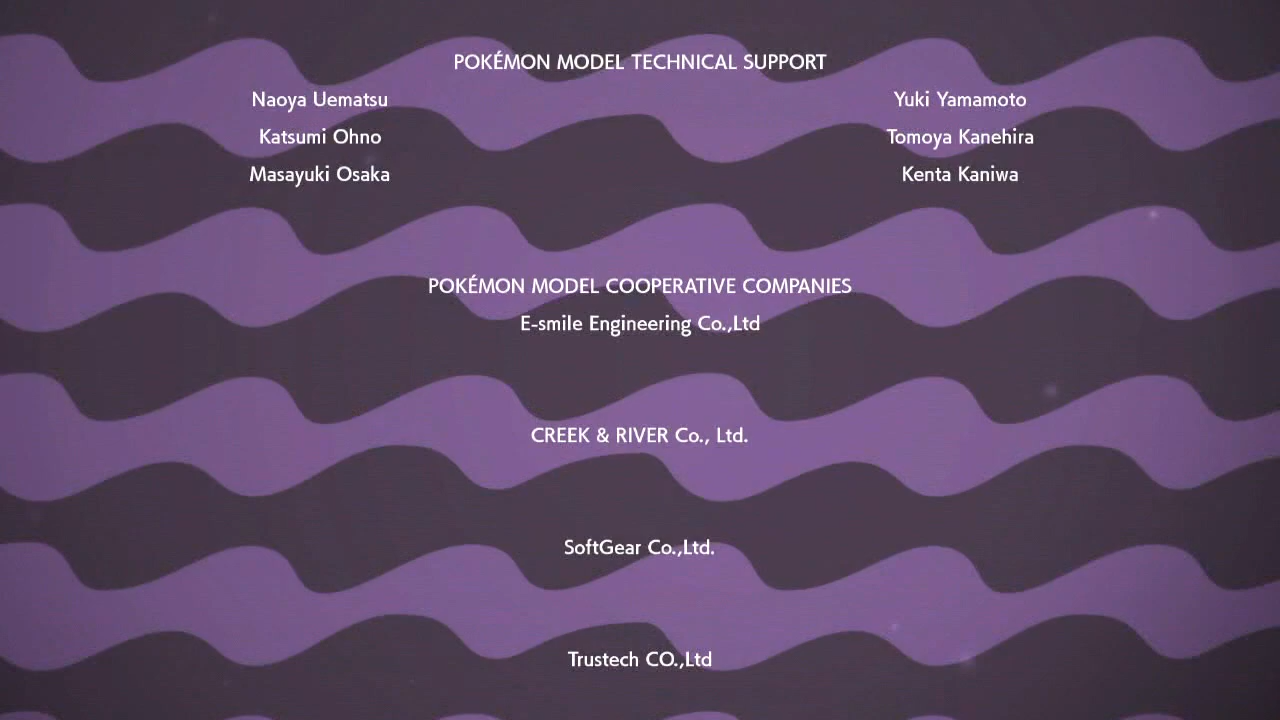 POKÉMON MODEL TECHNICAL SUPPORT
Naoya Uematsu Yuki Yamamoto
Katsumi Ohno Tomoya Kanehira
Masayuki Osaka Kenta Kaniwa
POKÉMON MODEL COOPERATIVE COMPANIES
E-smile Engineering Co.,Ltd
CREEK & RIVER Co., Ltd.
SoftGear Co.,Ltd.
Trustech CO.,Ltd